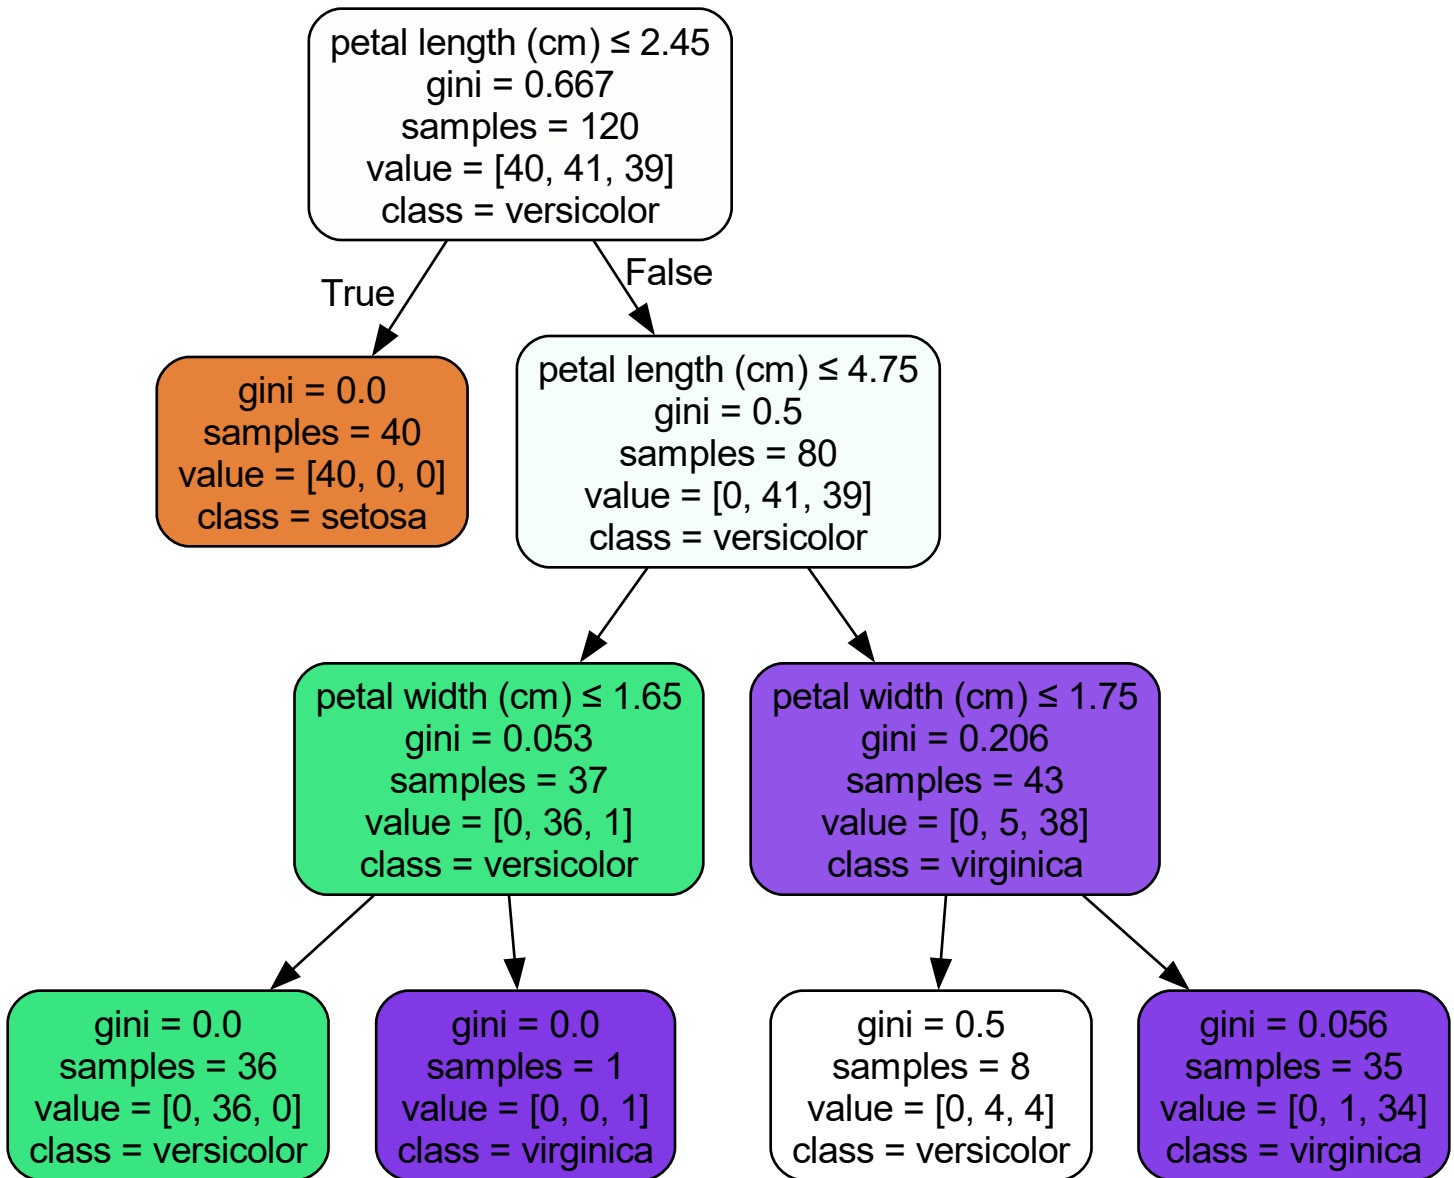 petal length (cm) ≤ 2.45
gini = 0.667
samples = 120
value = [40, 41, 39]
class = versicolor
True
False
gini = 0.0
samples = 40
value = [40, 0, 0]
class = setosa
petal length (cm) ≤ 4.75
gini = 0.5
samples = 80
value = [0, 41, 39]
class = versicolor
petal width (cm) ≤ 1.65
gini = 0.053
samples = 37
value = [0, 36, 1]
class = versicolor
petal width (cm) ≤ 1.75
gini = 0.206
samples = 43
value = [0, 5, 38]
class = virginica
gini = 0.0
samples = 36
value = [0, 36, 0]
class = versicolor
gini = 0.0
samples = 1
value = [0, 0, 1]
class = virginica
gini = 0.5
samples = 8
value = [0, 4, 4]
class = versicolor
gini = 0.056
samples = 35
value = [0, 1, 34]
class = virginica